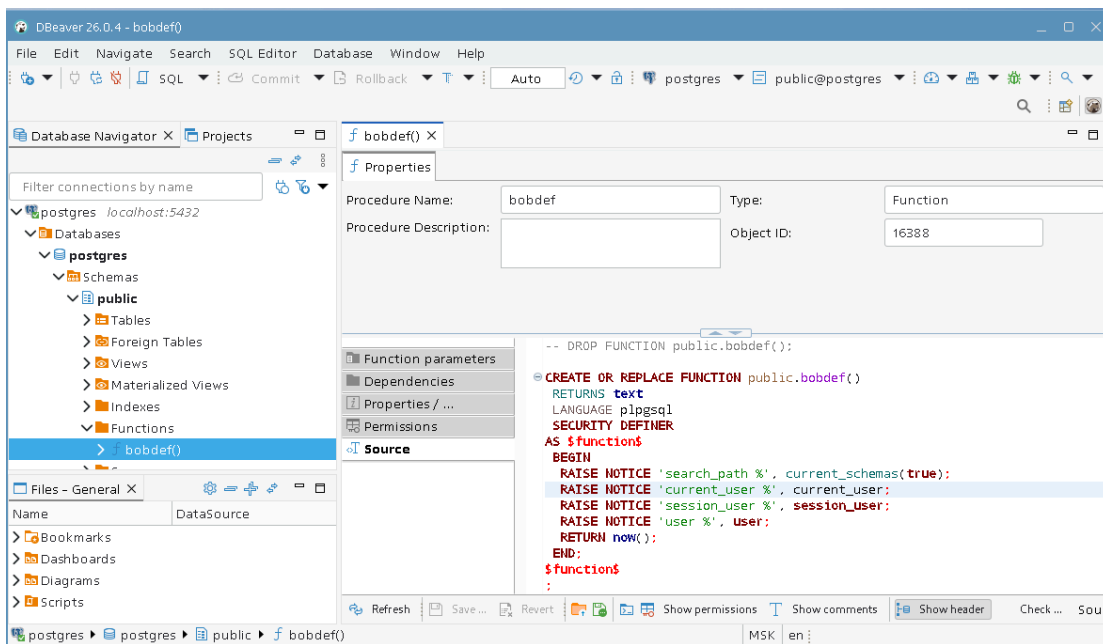 DBeaver 26.0.4 - bobdef()
File Edit Navigate Search SQL Editor Database Window Help
SQL Commit Rollback T Auto postgres public@postgres
Database Navigator Projects
bobdef()
Properties
Filter connections by name
Procedure Name: bobdef Type: Function
Procedure Description: Object ID: 16388
postgres localhost:5432
Databases
postgres
Schemas
public
Tables
Foreign Tables
Views
Materialized Views
Indexes
Functions
bobdef()
Files - General
Name DataSource
Bookmarks
Dashboards
Diagrams
Scripts
Function parameters
Dependencies
Properties / ...
Permissions
Source
-- DROP FUNCTION public.bobdef();
CREATE OR REPLACE FUNCTION public.bobdef()
RETURNS text
LANGUAGE plpgsql
SECURITY DEFINER
AS $function$
BEGIN
RAISE NOTICE 'search_path %', current_schemas(true);
RAISE NOTICE 'current_user %', current_user;
RAISE NOTICE 'session_user %', session_user;
RAISE NOTICE 'user %', user;
RETURN now();
END;
$function$
;
Refresh Save ... Revert Show permissions Show comments Show header Check ... Sou
postgres postgres public bobdef()
MSK en